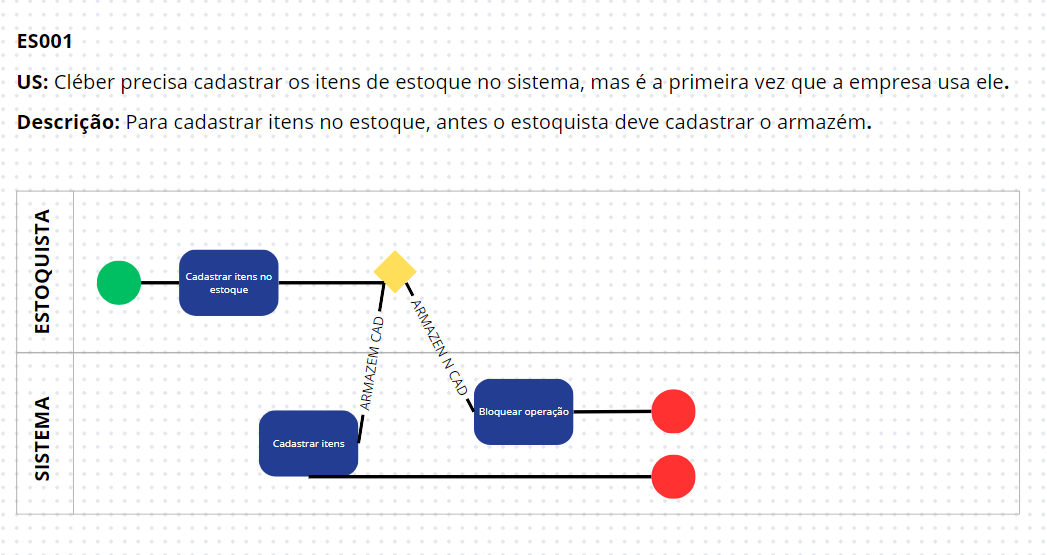 ES001
US: Cléber precisa cadastrar os itens de estoque no sistema, mas é a primeira vez que a empresa usa ele.
Descrição: Para cadastrar itens no estoque, antes o estoquista deve cadastrar o armazém.
ESTOQUISTA
Cadastrar itens no
estoque
ARMAZEM CAD
ARMAZEN N CAD
SISTEMA
Bloquear operação
Cadastrar itens